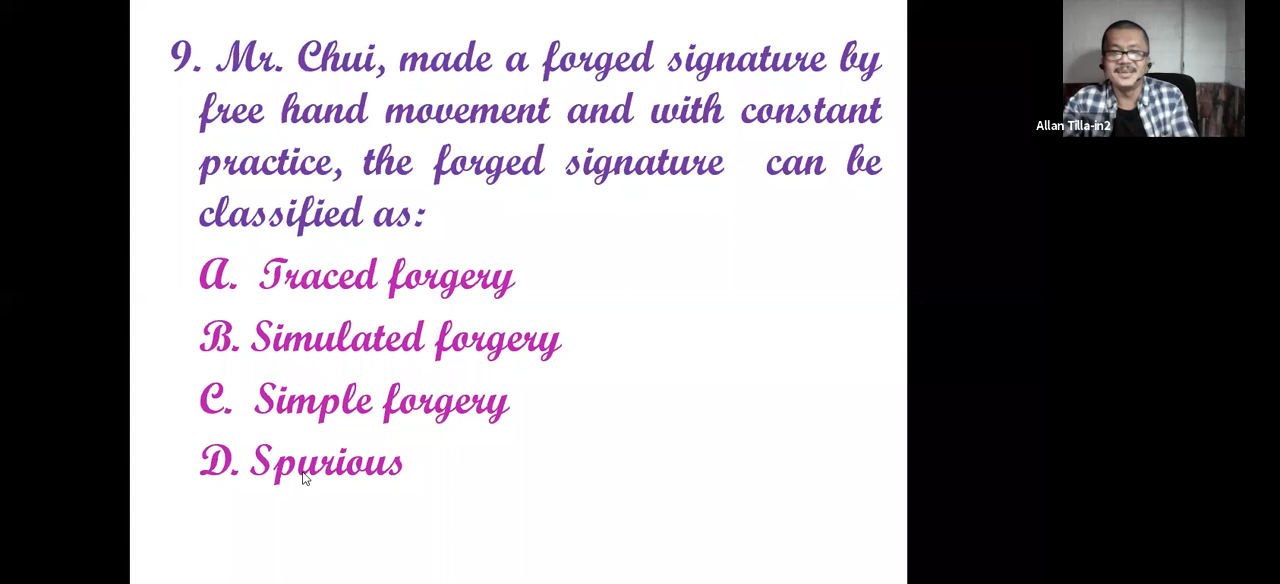 9. Mr. Chui, made a forged signature by
free hand movement and with constant
practice, the forged signature can be
classified as:
A. Traced forgery
B. Simulated forgery
C. Simple forgery
D. Spurious
Allan Tilla-in2